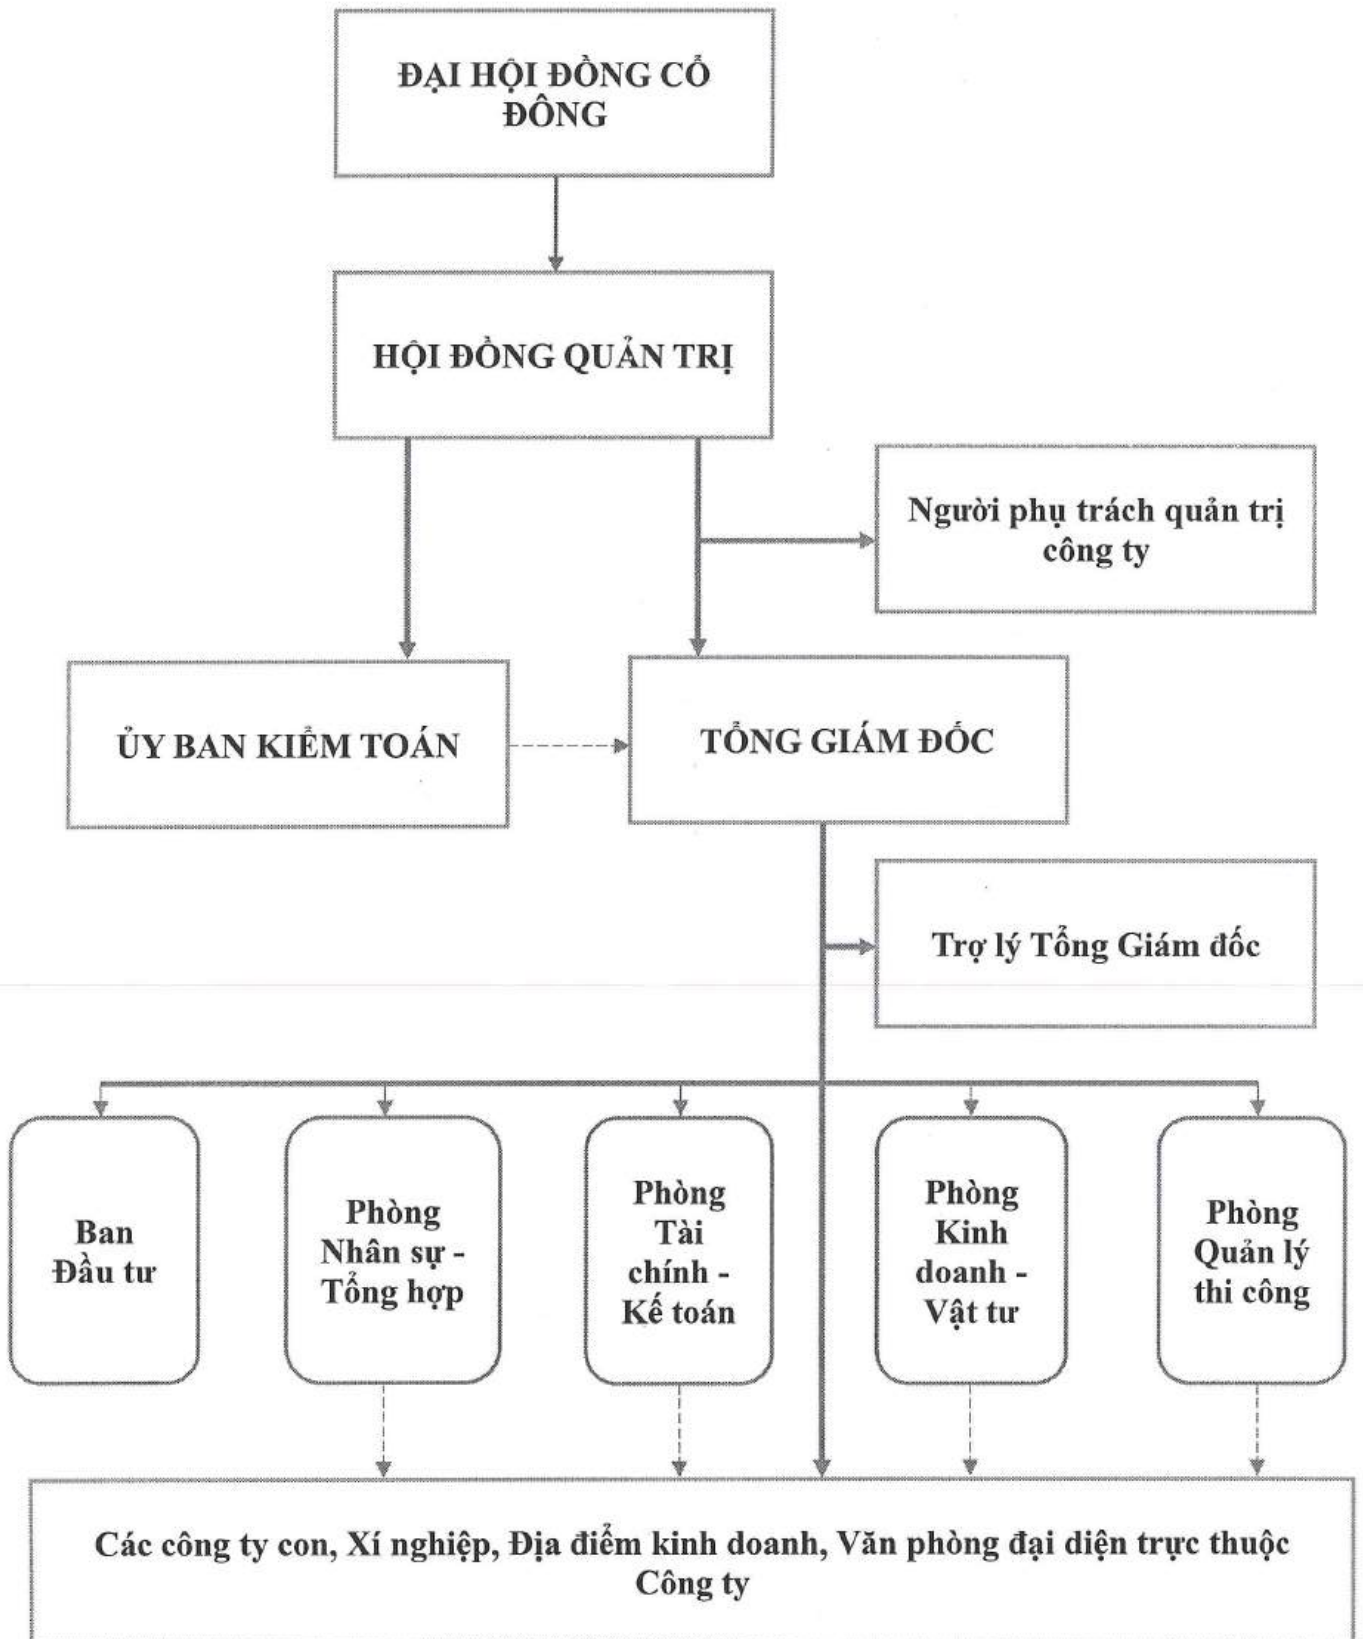 ĐẠI HỘI ĐỒNG CỔ
ĐÔNG
HỘI ĐỒNG QUẢN TRỊ
Người phụ trách quản trị
công ty
ỦY BAN KIỂM TOÁN
TỔNG GIÁM ĐỐC
Trợ lý Tổng Giám đốc
Ban
Đầu tư
Phòng
Nhân sự -
Tổng hợp
Phòng
Tài
chính -
Kế toán
Phòng
Kinh
doanh -
Vật tư
Phòng
Quản lý
thi công
Các công ty con, Xí nghiệp, Địa điểm kinh doanh, Văn phòng đại diện trực thuộc
Công ty